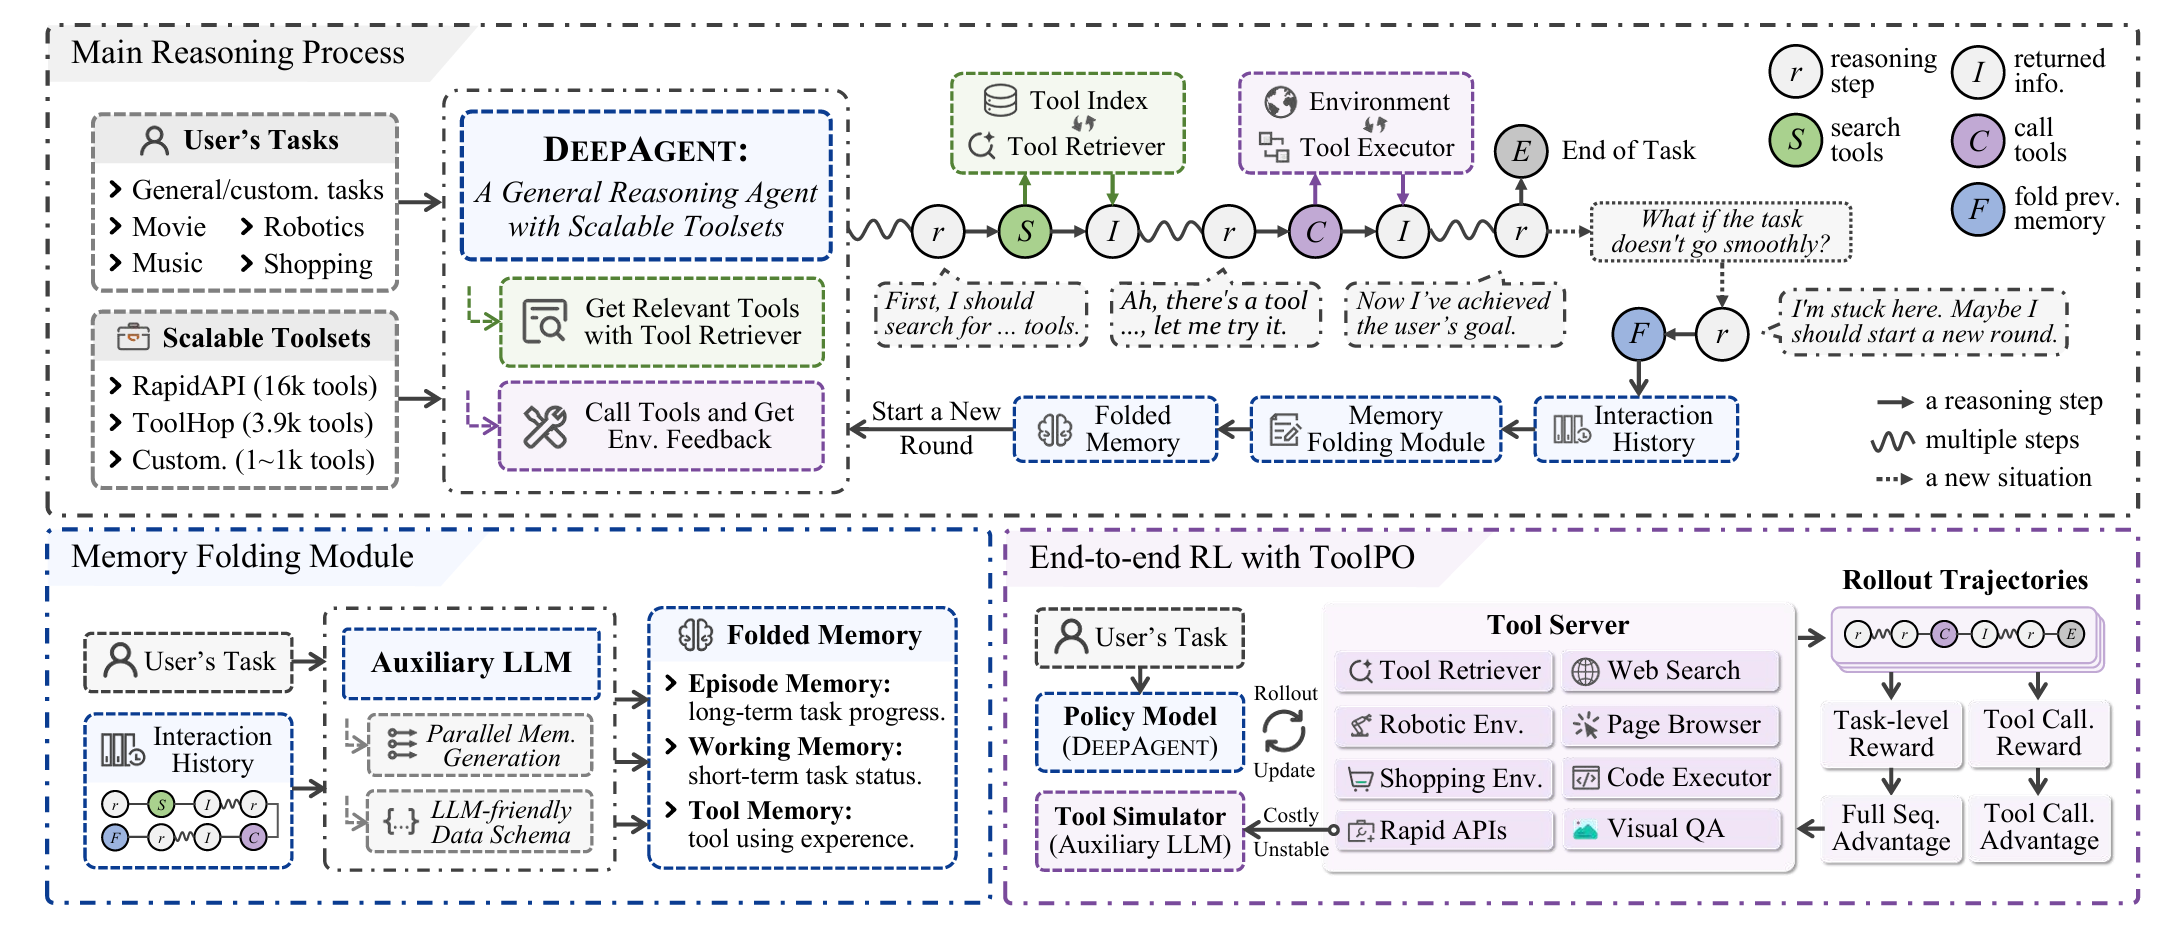 Main Reasoning Process
User's Tasks
General/custom. tasks
Movie
Robotics
Music
Shopping
Scalable Toolsets
RapidAPI (16k tools)
ToolHop (3.9k tools)
Custom. (1~1k tools)
DEEPAGENT:
A General Reasoning Agent
with Scalable Toolsets
Get Relevant Tools
with Tool Retriever
Call Tools and Get
Env. Feedback
Tool Index
Tool Retriever
Environment
Tool Executor
E
End of Task
r
S
I
r
C
I
r
First, I should
search for ... tools.
Ah, there's a tool
..., let me try it.
Now I've achieved
the user's goal.
What if the task
doesn't go smoothly?
F
r
I'm stuck here. Maybe I
should start a new round.
Interaction
History
Memory
Folding Module
Folded
Memory
Start a New
Round
r
reasoning
step
I
returned
info.
S
search
tools
C
call
tools
F
fold prev.
memory
a reasoning step
multiple steps
a new situation
Memory Folding Module
User's Task
Interaction
History
r
S
I
r
F
r
I
C
Auxiliary LLM
Parallel Mem.
Generation
{...}
LLM-friendly
Data Schema
Folded Memory
Episode Memory:
long-term task progress.
Working Memory:
short-term task status.
Tool Memory:
tool using experence.
End-to-end RL with ToolPO
User's Task
Policy Model
(DEEPAGENT)
Tool Simulator
(Auxiliary LLM)
Rollout
Update
Costly
Unstable
Tool Server
Tool Retriever
Web Search
Robotic Env.
Page Browser
Shopping Env.
Code Executor
Rapid APIs
Visual QA
Rollout Trajectories
r
r
C
I
r
E
Task-level
Reward
Tool Call.
Reward
Full Seq.
Advantage
Tool Call.
Advantage